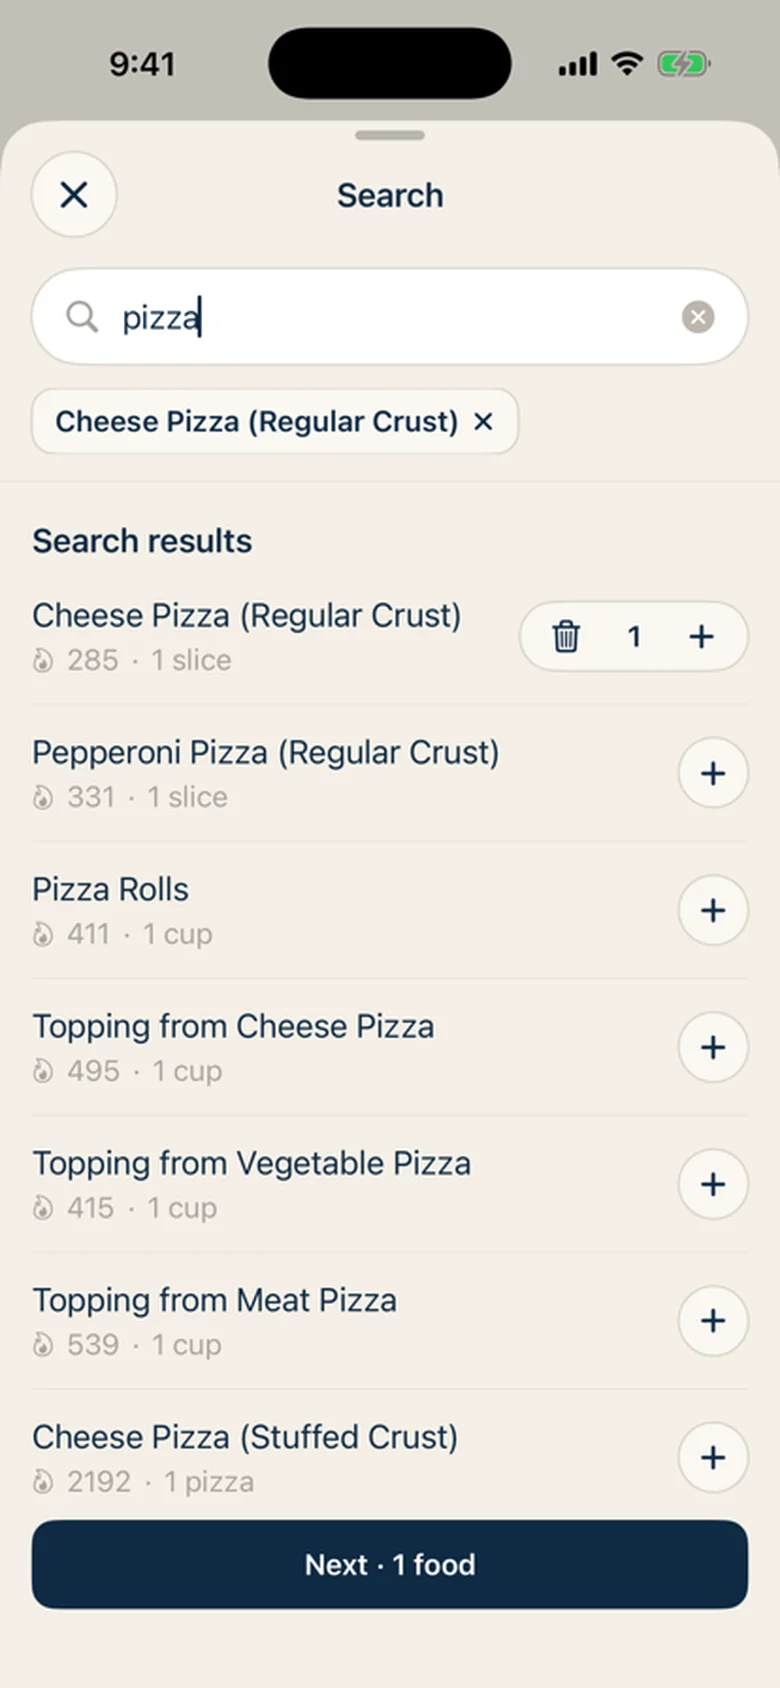 9:41
Search
pizza
Cheese Pizza (Regular Crust)
Search results
Cheese Pizza (Regular Crust)
285 · 1 slice
1
Pepperoni Pizza (Regular Crust)
331 · 1 slice
Pizza Rolls
411 · 1 cup
Topping from Cheese Pizza
495 · 1 cup
Topping from Vegetable Pizza
415 · 1 cup
Topping from Meat Pizza
539 · 1 cup
Cheese Pizza (Stuffed Crust)
2192 · 1 pizza
Next · 1 food